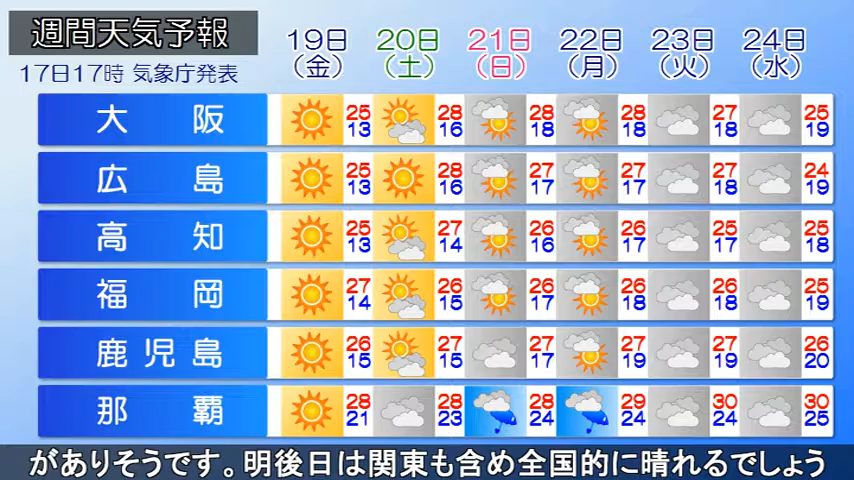 週間天気予報
17日17時 気象庁発表
19日 20日 21日 22日 23日 24日
(金) (土) (日) (月) (火) (水)
大阪 25 13 28 16 28 18 28 18 27 18 25 19
広島 25 13 28 16 27 17 27 17 27 18 24 19
高知 25 13 27 14 26 16 26 17 25 17 25 18
福岡 27 14 26 15 26 17 26 18 26 18 25 19
鹿児島 26 15 27 15 27 17 27 19 27 19 26 20
那覇 28 21 28 23 28 24 29 24 30 24 30 25
がありそうです。明後日は関東も含め全国的に晴れるでしょう